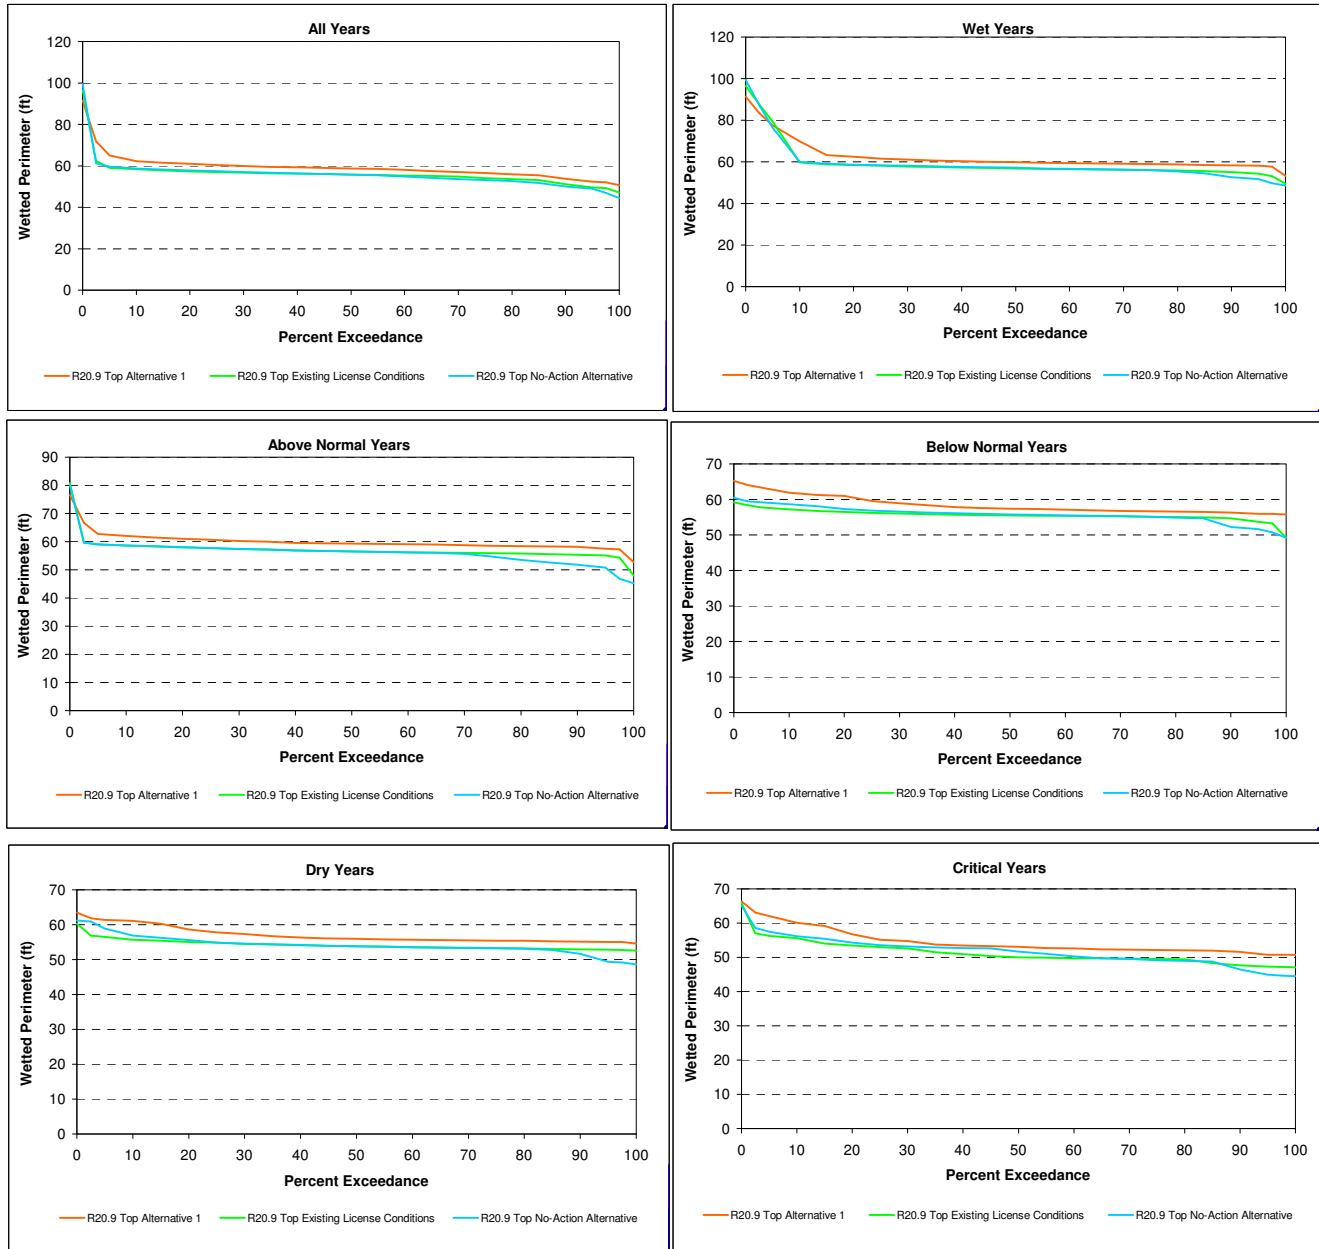 All Years
Wetted Perimeter (ft)
120
100
80
60
40
20
0
0 10 20 30 40 50 60 70 80 90 100
Percent Exceedance
R20.9 Top Alternative 1 R20.9 Top Existing License Conditions R20.9 Top No-Action Alternative
Wet Years
Wetted Perimeter (ft)
120
100
80
60
40
20
0
0 10 20 30 40 50 60 70 80 90 100
Percent Exceedance
R20.9 Top Alternative 1 R20.9 Top Existing License Conditions R20.9 Top No-Action Alternative
Above Normal Years
Wetted Perimeter (ft)
90
80
70
60
50
40
30
20
10
0
0 10 20 30 40 50 60 70 80 90 100
Percent Exceedance
R20.9 Top Alternative 1 R20.9 Top Existing License Conditions R20.9 Top No-Action Alternative
Below Normal Years
Wetted Perimeter (ft)
70
60
50
40
30
20
10
0
0 10 20 30 40 50 60 70 80 90 100
Percent Exceedance
R20.9 Top Alternative 1 R20.9 Top Existing License Conditions R20.9 Top No-Action Alternative
Dry Years
Wetted Perimeter (ft)
70
60
50
40
30
20
10
0
0 10 20 30 40 50 60 70 80 90 100
Percent Exceedance
R20.9 Top Alternative 1 R20.9 Top Existing License Conditions R20.9 Top No-Action Alternative
Critical Years
Wetted Perimeter (ft)
70
60
50
40
30
20
10
0
0 10 20 30 40 50 60 70 80 90 100
Percent Exceedance
R20.9 Top Alternative 1 R20.9 Top Existing License Conditions R20.9 Top No-Action Alternative